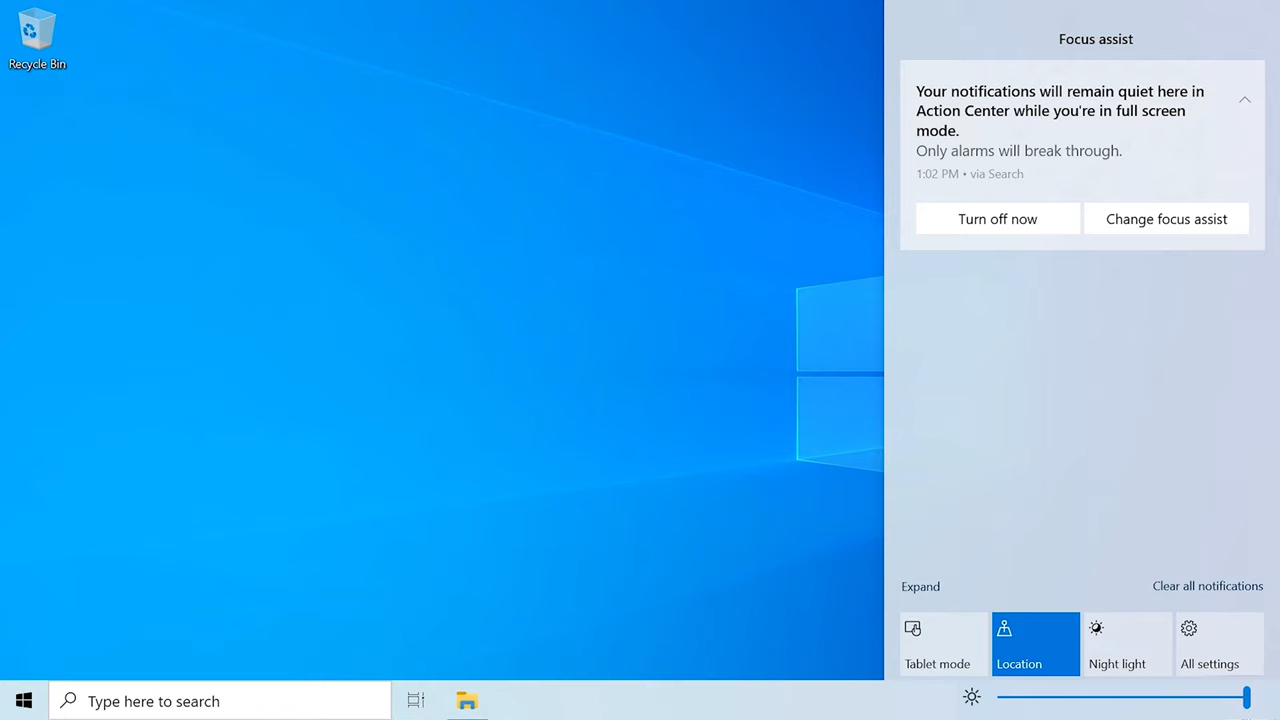 Recycle Bin
Focus assist
Your notifications will remain quiet here in
Action Center while you're in full screen
mode.
Only alarms will break through.
1:02 PM • via Search
Turn off now
Change focus assist
Expand
Clear all notifications
Tablet mode
Location
Night light
All settings
Type here to search